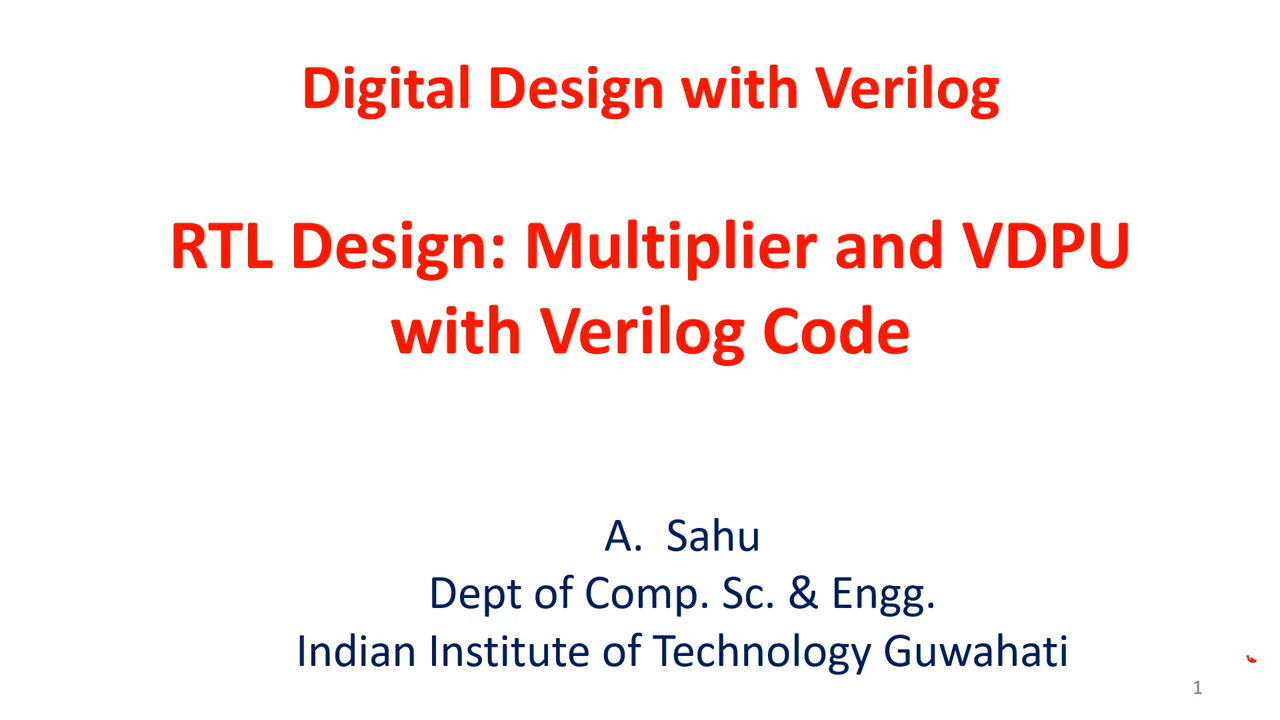 Digital Design with Verilog
RTL Design: Multiplier and VDPU
with Verilog Code
A. Sahu
Dept of Comp. Sc. & Engg.
Indian Institute of Technology Guwahati
1